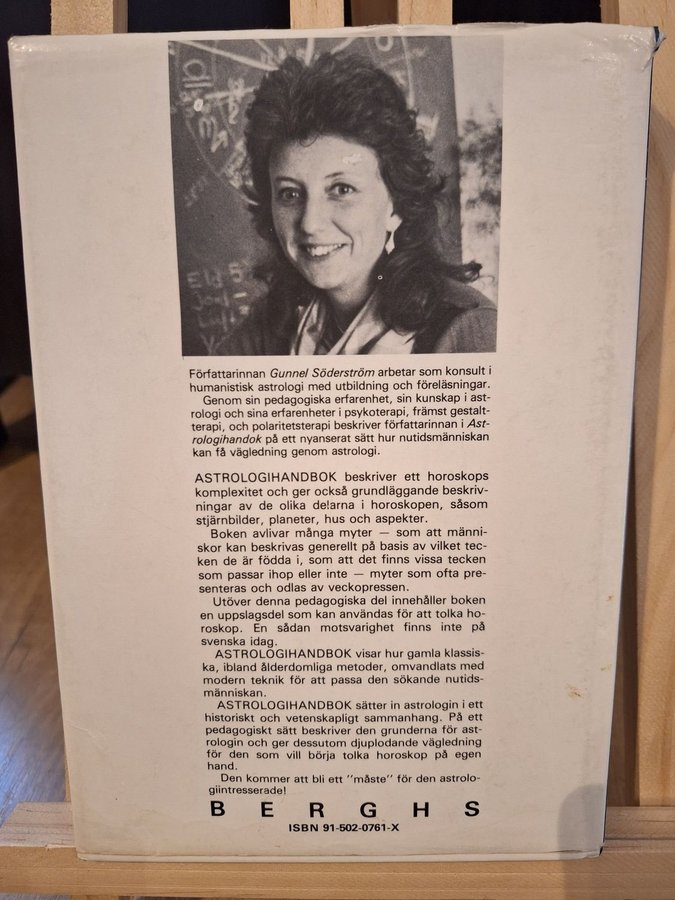 Författarinnan Gunnel Söderström arbetar som konsult i
humanistisk astrologi med utbildning och föreläsningar.
Genom sin pedagogiska erfarenhet, sin kunskap i ast-
rologi och sina erfarenheter i psykoterapi, främst gestalt-
terapi, och polaritetsterapi beskriver författarinnan i Ast-
rologihandok på ett nyanserat sätt hur nutidsmänniskan
kan få vägledning genom astrologi.
ASTROLOGIHANDBOK beskriver ett horoskops
komplexitet och ger också grundläggande beskriv-
ningar av de olika delarna i horoskopen, såsom
stjärnbilder, planeter, hus och aspekter.
Boken avlivar många myter — som att männi-
skor kan beskrivas generellt på basis av vilket tec-
ken de är födda i, som att det finns vissa tecken
som passar ihop eller inte — myter som ofta pre-
senteras och odlas av veckopressen.
Utöver denna pedagogiska del innehåller boken
en uppslagsdel som kan användas för att tolka ho-
roskop. En sådan motsvarighet finns inte på
svenska idag.
ASTROLOGIHANDBOK visar hur gamla klassis-
ka, ibland ålderdomliga metoder, omvandlats med
modern teknik för att passa den sökande nutids-
människan.
ASTROLOGIHANDBOK sätter in astrologin i ett
historiskt och vetenskapligt sammanhang. På ett
pedagogiskt sätt beskriver den grunderna för ast-
rologin och ger dessutom djuplodande vägledning
för den som vill börja tolka horoskop på egen
hand.
Den kommer att bli ett "måste" för den astrolo-
giintresserade!
BERGHS
ISBN 91-502-0761-X